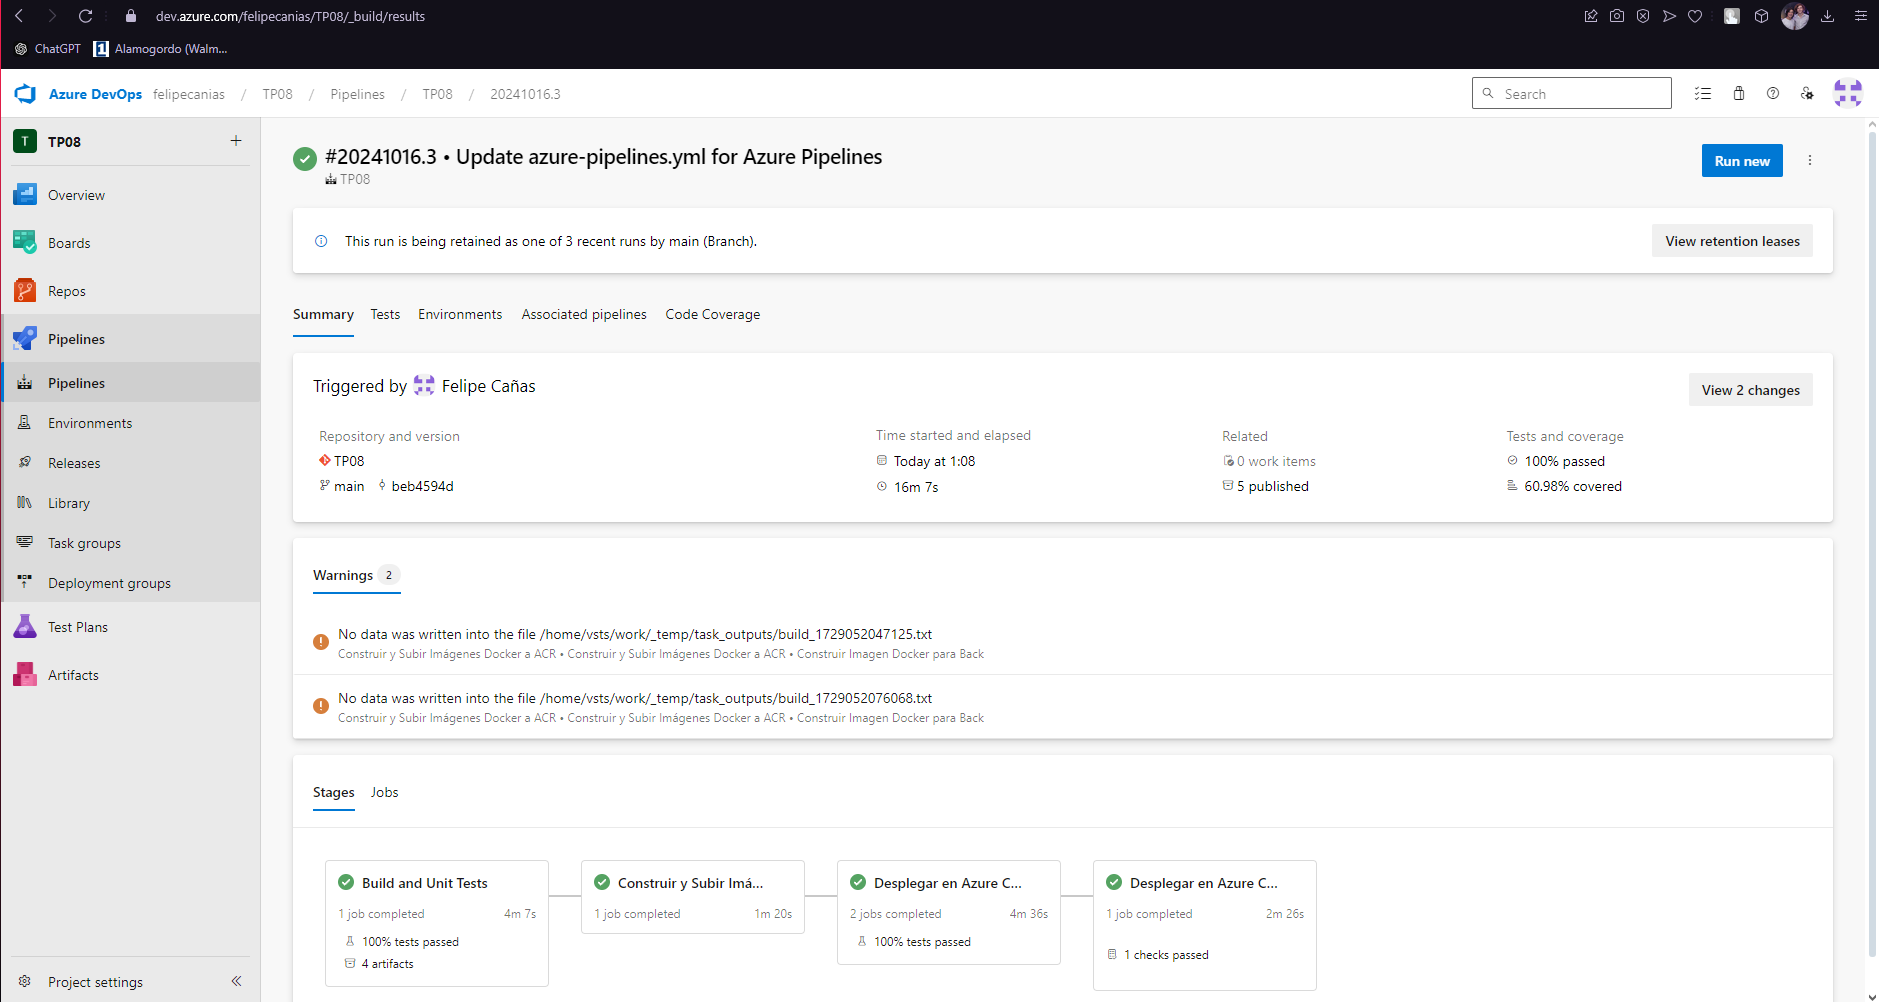 dev.azure.com/felipecanias/TP08/_build/results
ChatGPT
Alamogordo (Walm...
Azure DevOps felipecanias / TP08 / Pipelines / TP08 / 20241016.3
Search
T TP08
Overview
Boards
Repos
Pipelines
Pipelines
Environments
Releases
Library
Task groups
Deployment groups
Test Plans
Artifacts
Project settings
#20241016.3 • Update azure-pipelines.yml for Azure Pipelines
TP08
Run new
This run is being retained as one of 3 recent runs by main (Branch).
View retention leases
Summary Tests Environments Associated pipelines Code Coverage
Triggered by Felipe Cañas
View 2 changes
Repository and version
TP08
main beb4594d
Time started and elapsed
Today at 1:08
16m 7s
Related
0 work items
5 published
Tests and coverage
100% passed
60.98% covered
Warnings 2
No data was written into the file /home/vsts/work/_temp/task_outputs/build_1729052047125.txt
Construir y Subir Imágenes Docker a ACR • Construir y Subir Imágenes Docker a ACR • Construir Imagen Docker para Back
No data was written into the file /home/vsts/work/_temp/task_outputs/build_1729052076068.txt
Construir y Subir Imágenes Docker a ACR • Construir y Subir Imágenes Docker a ACR • Construir Imagen Docker para Back
Stages Jobs
Build and Unit Tests
1 job completed 4m 7s
100% tests passed
4 artifacts
Construir y Subir Imá...
1 job completed 1m 20s
Desplegar en Azure C...
2 jobs completed 4m 36s
100% tests passed
Desplegar en Azure C...
1 job completed 2m 26s
1 checks passed